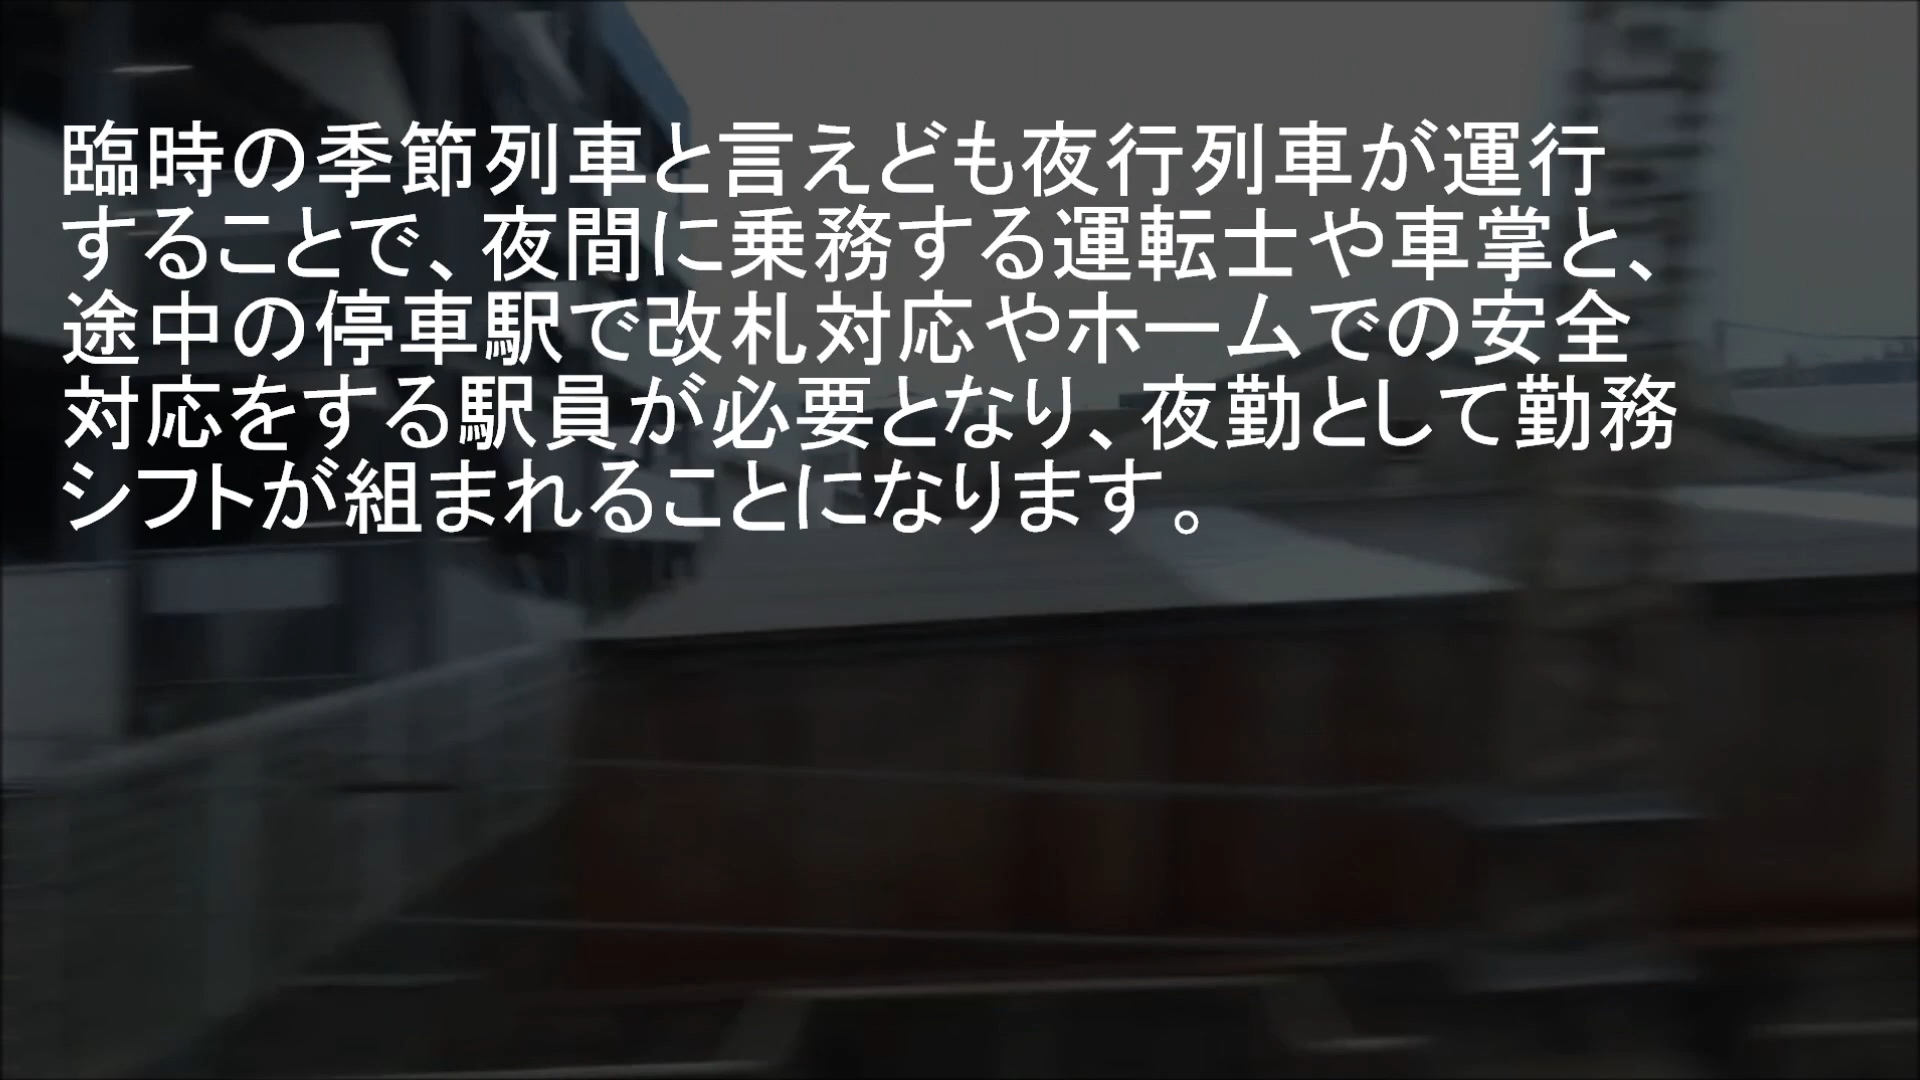 臨時の季節列車と言えども夜行列車が運行
することで、夜間に乗務する運転士や車掌と、
途中の停車駅で改札対応やホームでの安全
対応をする駅員が必要となり、夜勤として勤務
シフトが組まれることになります。